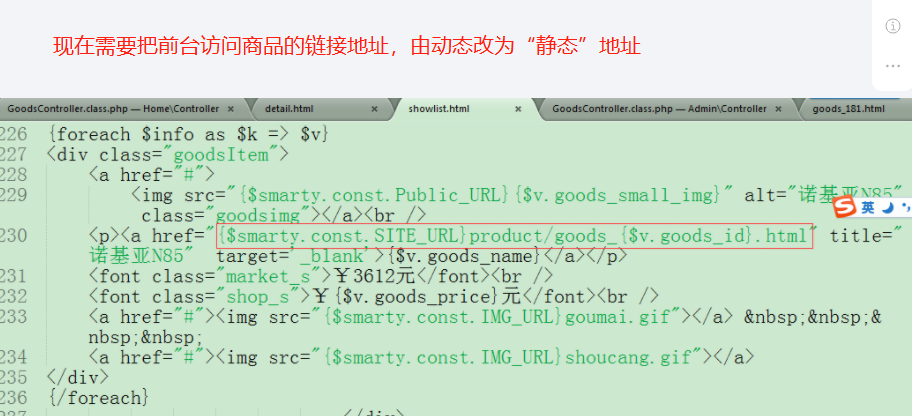 现在需要把前台访问商品的链接地址，由动态改为“静态”地址
GoodsController.class.php — Home\Controller × detail.html × showlist.html × GoodsController.class.php — Admin\Controller × goods_181.html
226 {foreach $info as $k => $v}
227 <div class="goodsItem">
228 <a href="#">
229 <img src="{$smarty.const.Public_URL}{$v.goods_small_img}" alt="诺基亚N85"
class="goodsimg"></a><br />
230 <p><a href="{$smarty.const.SITE_URL}product/goods_{$v.goods_id}.html" title="
诺基亚N85" target='_blank'>{$v.goods_name}</a></p>
231 <font class="market_s">￥3612元</font><br />
232 <font class="shop_s">￥{$v.goods_price}元</font><br />
233 <a href="#"><img src="{$smarty.const.IMG_URL}goumai.gif"></a> &nbsp;&nbsp;&
nbsp;&nbsp;
234 <a href="#"><img src="{$smarty.const.IMG_URL}shoucang.gif"></a>
235 </div>
236 {/foreach}
237 </div>
S 英